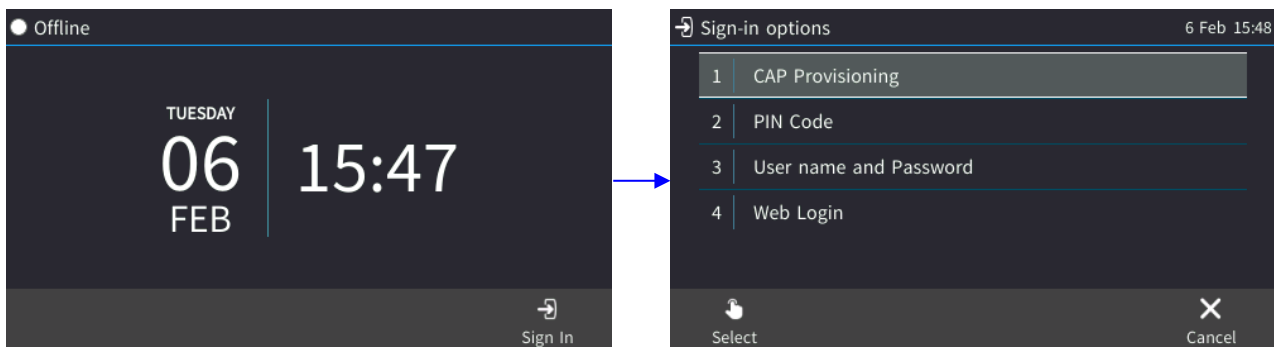 Offline
TUESDAY
06
FEB
15:47
Sign In
Sign-in options
6 Feb 15:48
1 CAP Provisioning
2 PIN Code
3 User name and Password
4 Web Login
Select
Cancel